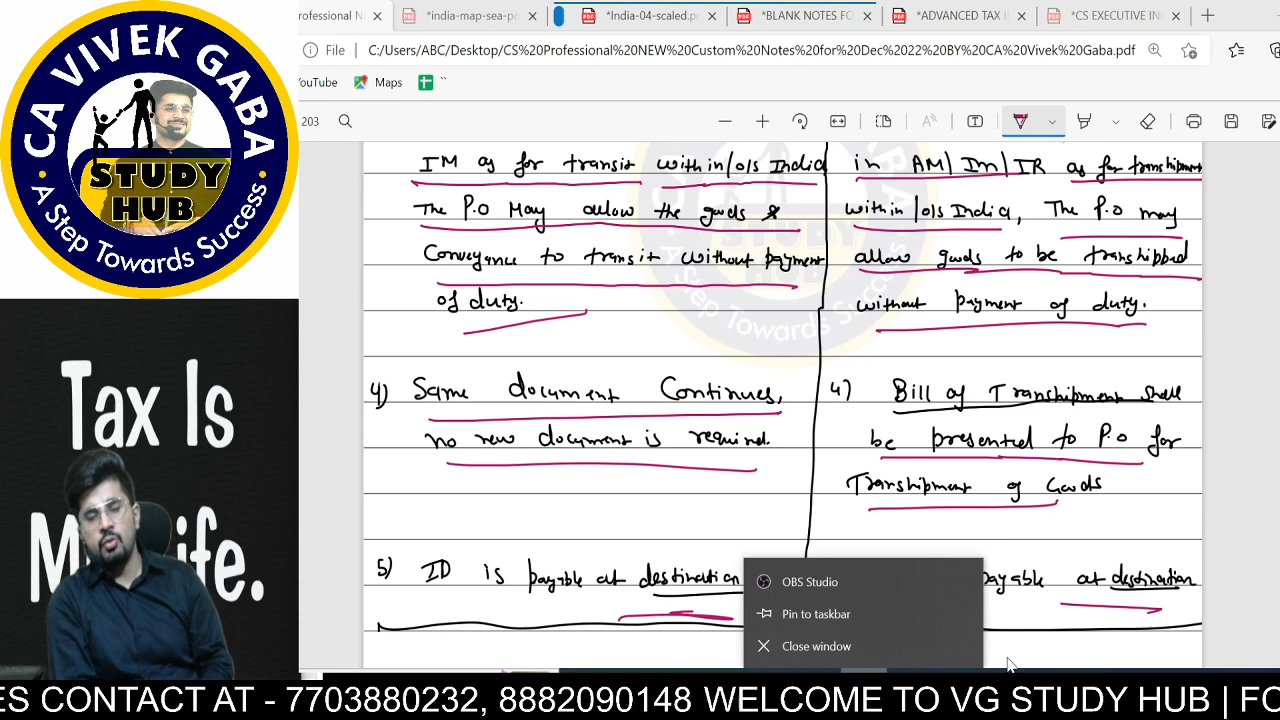 CA VIVEK GABA
STUDY
HUB
· A Step Towards Success ·
Tax Is
M ife.
rofessional N
*india-map-sea-po
*India-04-scaled.p
*BLANK NOTES FO
*ADVANCED TAX
*CS EXECUTIVE IN
File
C:/Users/ABC/Desktop/CS%20Professional%20NEW%20Custom%20Notes%20for%20Dec%2022%20BY%20CA%20Vivek%20Gaba.pdf
YouTube
Maps
203
IM as for transit within/o/s India
The P.O May allow the goods &
Conveyance to transit without payment
of duty.
4) Same document Continues,
no new document is required.
5) ID is payable at destination
in AM/Im/IR as for transhipment
within/o/s India, The P.O may
allow goods to be transhipped
without payment of duty.
4) Bill of Transhipment shall
be presented to P.O for
Transhipment of Goods
payable at destination
OBS Studio
Pin to taskbar
Close window
Towards Succe
ES CONTACT AT - 7703880232, 8882090148 WELCOME TO VG STUDY HUB | FO